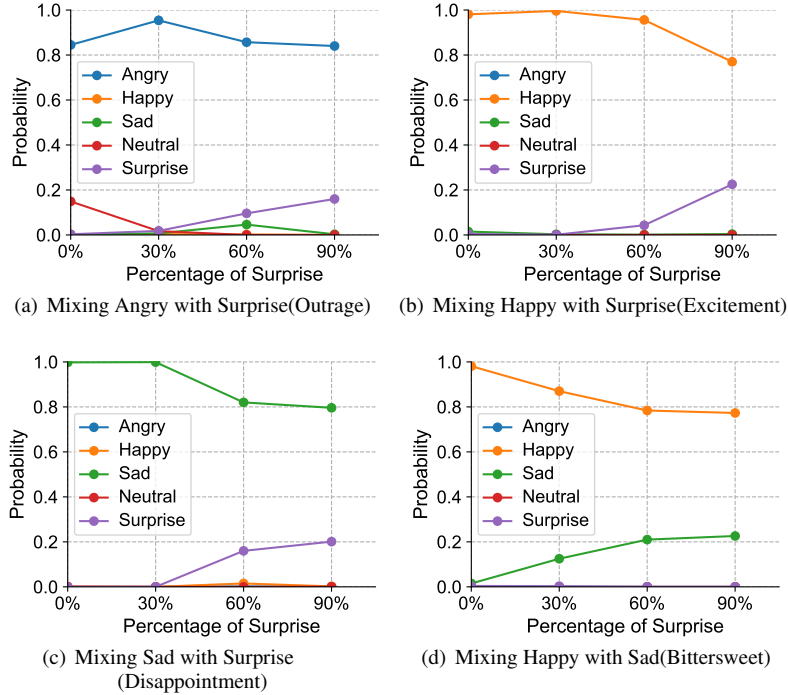 1.0
0.8
0.6
0.4
0.2
0.0
Probability
Angry
Happy
Sad
Neutral
Surprise
0% 30% 60% 90%
Percentage of Surprise
(a) Mixing Angry with Surprise(Outrage)
1.0
0.8
0.6
0.4
0.2
0.0
Probability
Angry
Happy
Sad
Neutral
Surprise
0% 30% 60% 90%
Percentage of Surprise
(b) Mixing Happy with Surprise(Excitement)
1.0
0.8
0.6
0.4
0.2
0.0
Probability
Angry
Happy
Sad
Neutral
Surprise
0% 30% 60% 90%
Percentage of Surprise
(c) Mixing Sad with Surprise
(Disappointment)
1.0
0.8
0.6
0.4
0.2
0.0
Probability
Angry
Happy
Sad
Neutral
Surprise
0% 30% 60% 90%
Percentage of Surprise
(d) Mixing Happy with Sad(Bittersweet)